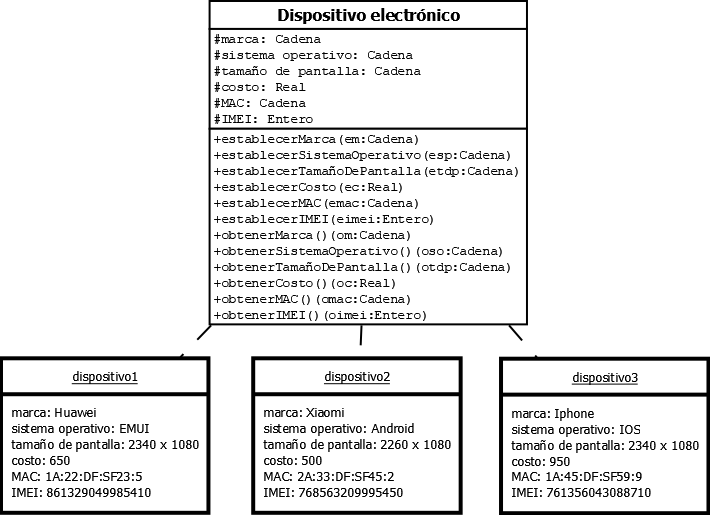 Dispositivo electrónico
#marca: Cadena
#sistema operativo: Cadena
#tamaño de pantalla: Cadena
#costo: Real
#MAC: Cadena
#IMEI: Entero
+establecerMarca(em:Cadena)
+establecerSistemaOperativo(esp:Cadena)
+establecerTamañoDePantalla(etdp:Cadena)
+establecerCosto(ec:Real)
+establecerMAC(emac:Cadena)
+establecerIMEI(eimei:Entero)
+obtenerMarca()(om:Cadena)
+obtenerSistemaOperativo()(oso:Cadena)
+obtenerTamañoDePantalla()(otdp:Cadena)
+obtenerCosto()(oc:Real)
+obtenerMAC()(omac:Cadena)
+obtenerIMEI()(oimei:Entero)
dispositivo1
marca: Huawei
sistema operativo: EMUI
tamaño de pantalla: 2340 x 1080
costo: 650
MAC: 1A:22:DF:SF23:5
IMEI: 861329049985410
dispositivo2
marca: Xiaomi
sistema operativo: Android
tamaño de pantalla: 2260 x 1080
costo: 500
MAC: 2A:33:DF:SF45:2
IMEI: 768563209995450
dispositivo3
marca: Iphone
sistema operativo: IOS
tamaño de pantalla: 2340 x 1080
costo: 950
MAC: 1A:45:DF:SF59:9
IMEI: 761356043088710